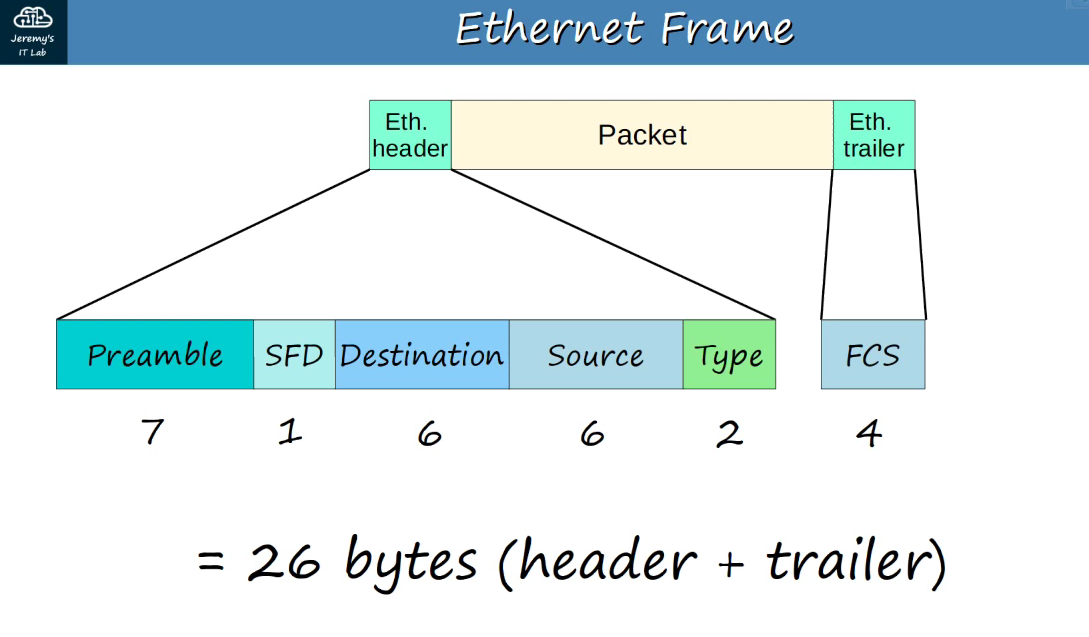 Jeremy's
IT Lab
Ethernet Frame
Eth.
header
Packet
Eth.
trailer
Preamble SFD Destination Source Type FCS
7 1 6 6 2 4
= 26 bytes (header + trailer)